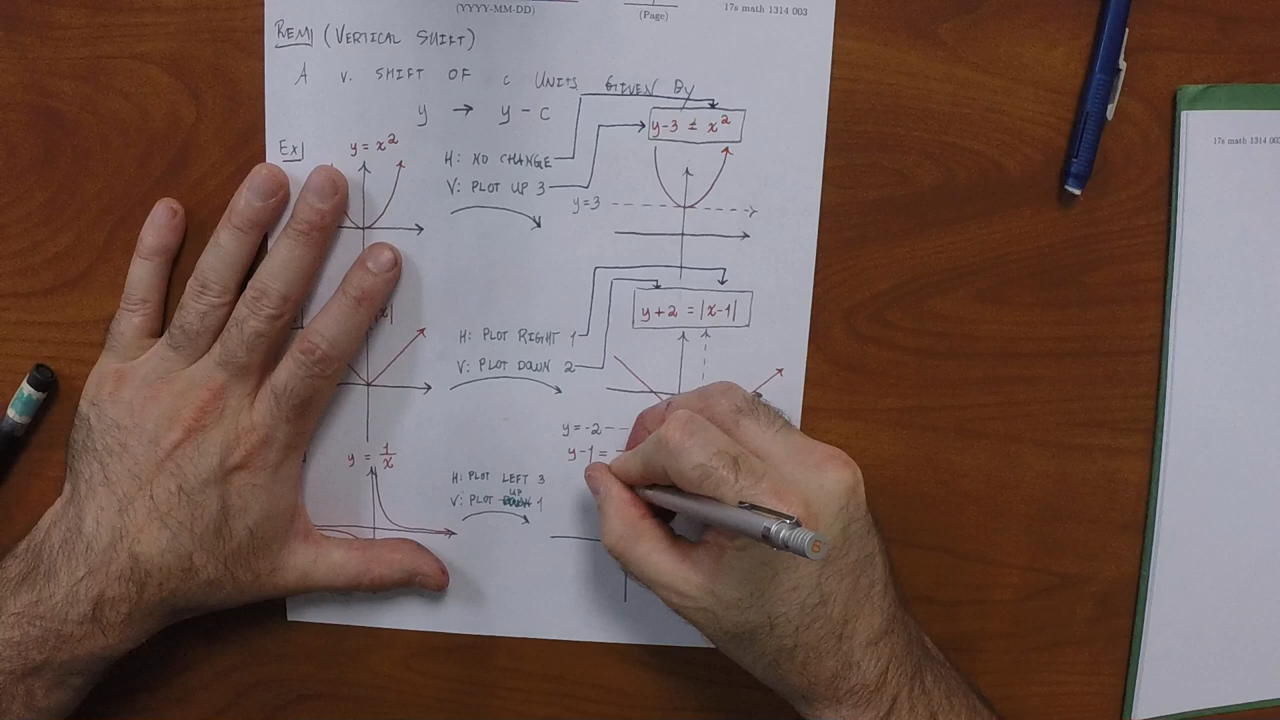 (YYYY-MM-DD) (Page) 17s math 1314 003
REM (VERTICAL SHIFT)
A V. SHIFT OF c UNITS GIVEN BY
y → y - c
Ex] y = x²
H: NO CHANGE
V: PLOT UP 3
y-3 = x²
y=3
x|
H: PLOT RIGHT 1
V: PLOT DOWN 2
y+2 = |x-1|
y = -2
y-1 =
y = 1/x
H: PLOT LEFT 3
V: PLOT UP 1
17s math 1314 003